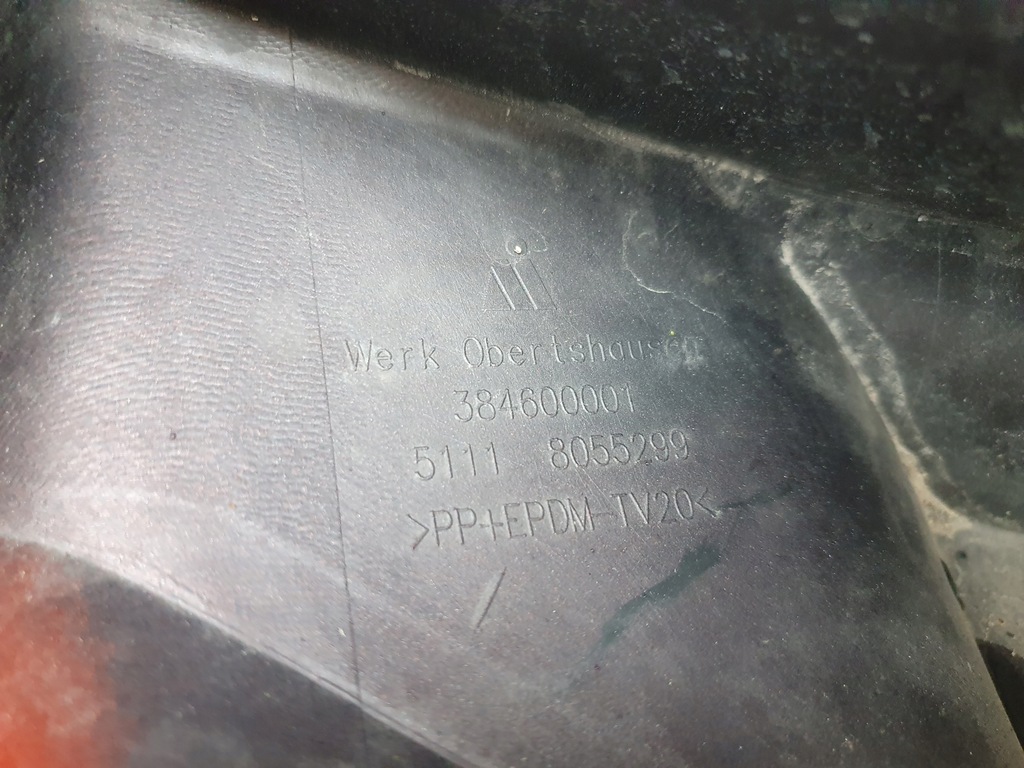 Werk Obertshausen
384600001
5111 8055299
>PP+EPDM-TV20<